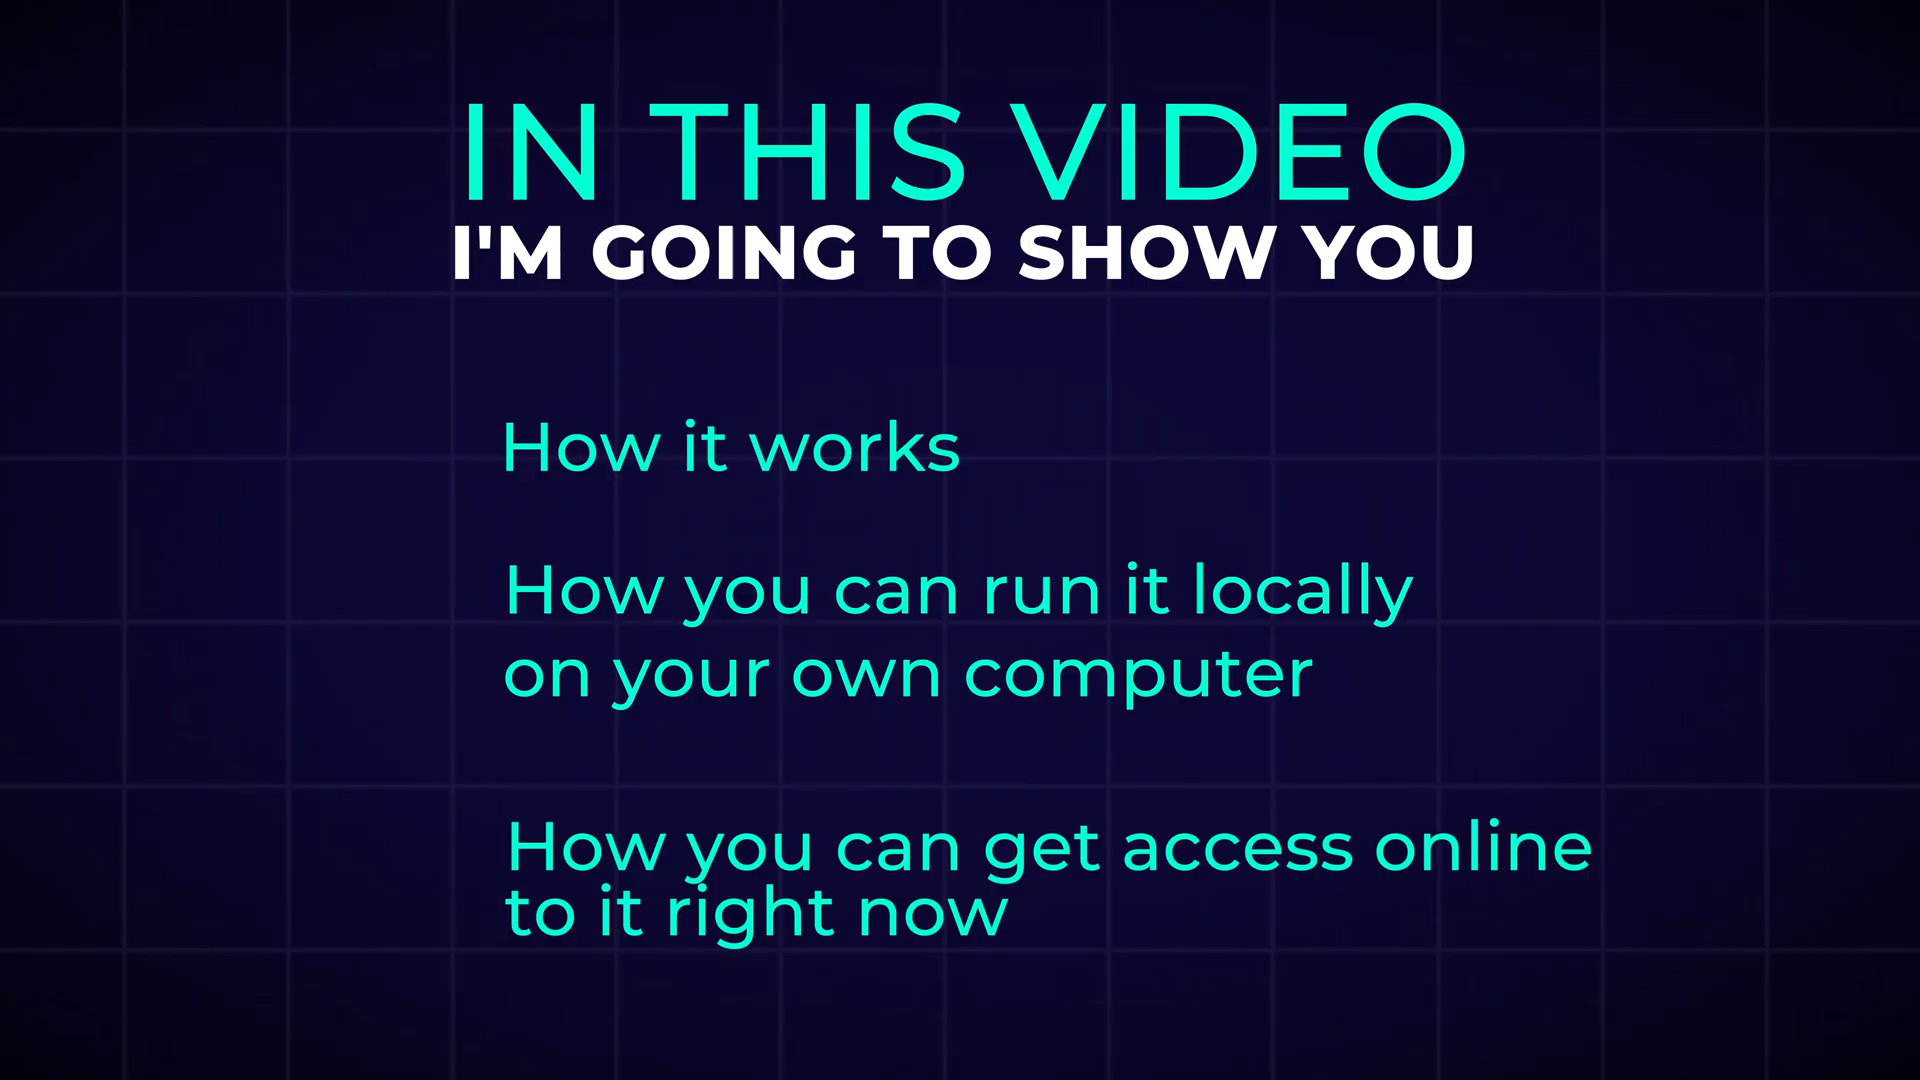 IN THIS VIDEO
I'M GOING TO SHOW YOU
How it works
How you can run it locally
on your own computer
How you can get access online
to it right now